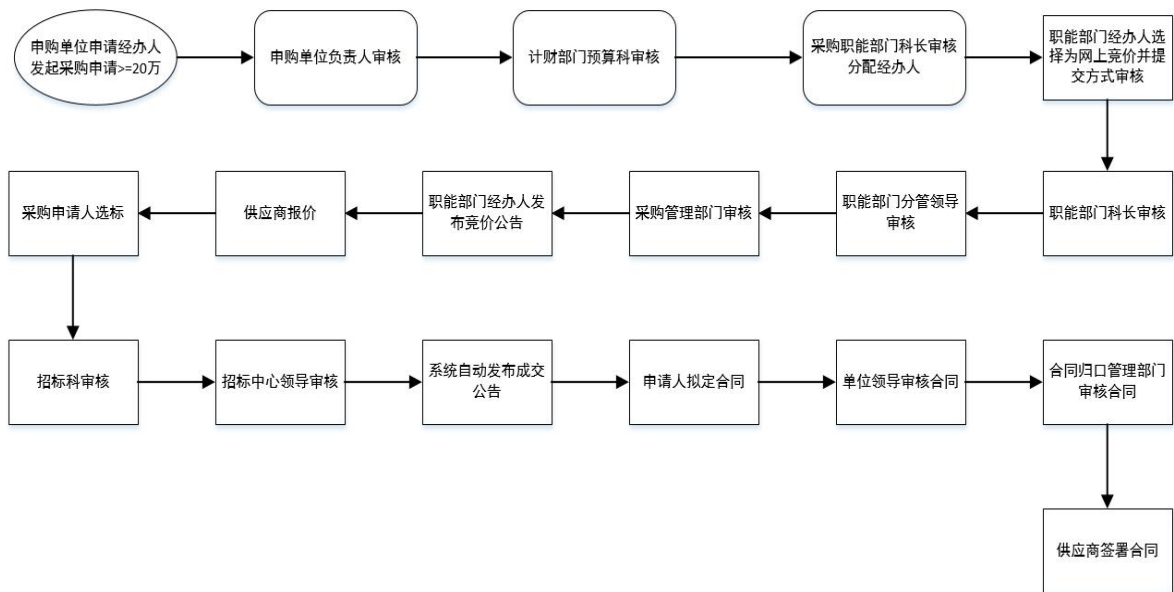 申购单位申请经办人
发起采购申请>=20万
申购单位负责人审核
计财部门预算科审核
采购职能部门科长审核
分配经办人
职能部门经办人选
择为网上竞价并提
交方式审核
职能部门科长审核
职能部门分管领导
审核
采购管理部门审核
职能部门经办人发
布竞价公告
供应商报价
采购申请人选标
招标科审核
招标中心领导审核
系统自动发布成交
公告
申请人拟定合同
单位领导审核合同
合同归口管理部门
审核合同
供应商签署合同